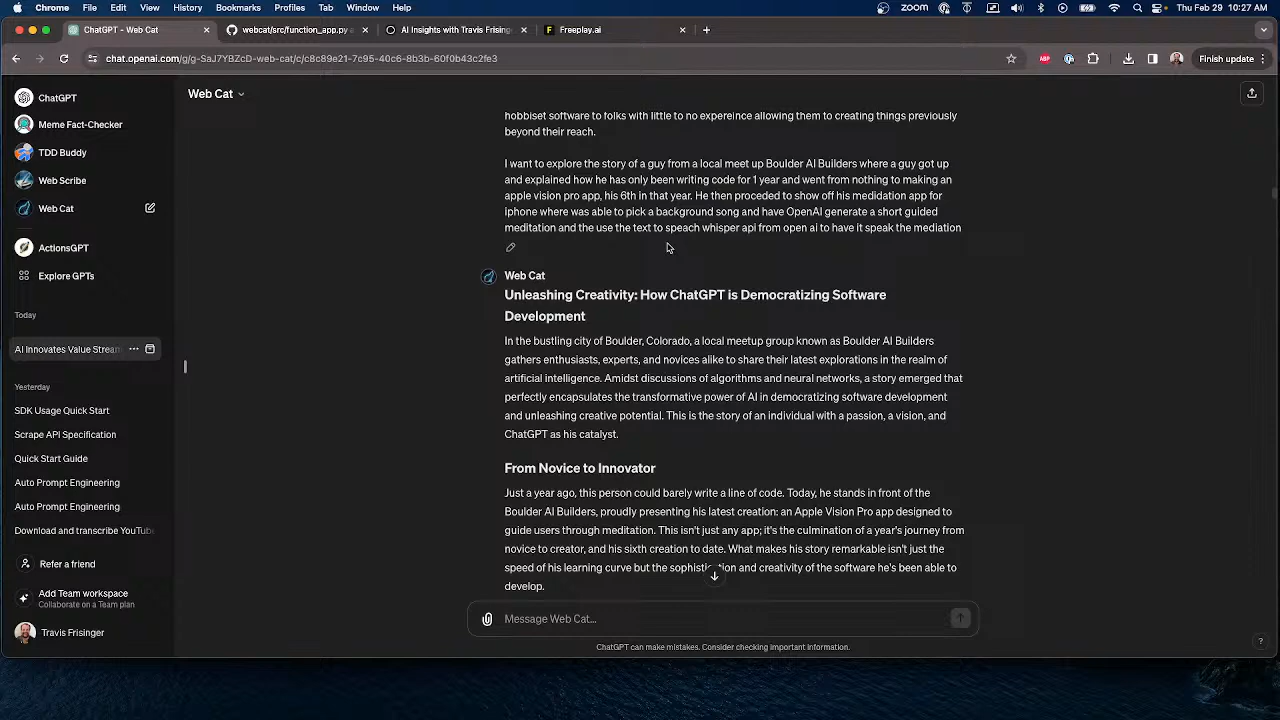 Chrome File Edit View History Bookmarks Profiles Tab Window Help zoom Thu Feb 29 10:27 AM
ChatGPT - Web Cat webcat/src/function_app.py AI Insights with Travis Frising Freeplay.ai
chat.openai.com/g/g-SaJ7YBZcD-web-cat/c/c8c89e21-7c95-40c6-8b3b-60f0b43c2fe3 ABP Finish update
ChatGPT
Meme Fact-Checker
TDD Buddy
Web Scribe
Web Cat
ActionsGPT
Explore GPTs
Today
AI Innovates Value Stream
Yesterday
SDK Usage Quick Start
Scrape API Specification
Quick Start Guide
Auto Prompt Engineering
Auto Prompt Engineering
Download and transcribe YouTube
Refer a friend
Add Team workspace
Collaborate on a Team plan
Travis Frisinger
Web Cat
hobbiset software to folks with little to no expereince allowing them to creating things previously
beyond their reach.
I want to explore the story of a guy from a local meet up Boulder AI Builders where a guy got up
and explained how he has only been writing code for 1 year and went from nothing to making an
apple vision pro app, his 6th in that year. He then proceded to show off his medidation app for
iphone where was able to pick a background song and have OpenAI generate a short guided
meditation and the use the text to speach whisper api from open ai to have it speak the mediation
Web Cat
Unleashing Creativity: How ChatGPT is Democratizing Software
Development
In the bustling city of Boulder, Colorado, a local meetup group known as Boulder AI Builders
gathers enthusiasts, experts, and novices alike to share their latest explorations in the realm of
artificial intelligence. Amidst discussions of algorithms and neural networks, a story emerged that
perfectly encapsulates the transformative power of AI in democratizing software development
and unleashing creative potential. This is the story of an individual with a passion, a vision, and
ChatGPT as his catalyst.
From Novice to Innovator
Just a year ago, this person could barely write a line of code. Today, he stands in front of the
Boulder AI Builders, proudly presenting his latest creation: an Apple Vision Pro app designed to
guide users through meditation. This isn't just any app; it's the culmination of a year's journey from
novice to creator, and his sixth creation to date. What makes his story remarkable isn't just the
speed of his learning curve but the sophistication and creativity of the software he's been able to
develop.
Message Web Cat...
ChatGPT can make mistakes. Consider checking important information.
?